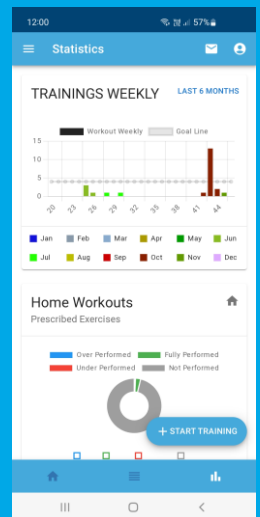 12:00 57%
Statistics
TRAININGS WEEKLY LAST 6 MONTHS
Workout Weekly Goal Line
15
10
5
0
20 23 26 29 32 35 38 41 44
Jan Feb Mar Apr May Jun
Jul Aug Sep Oct Nov Dec
Home Workouts
Prescribed Exercises
Over Performed Fully Performed
Under Performed Not Performed
+ START TRAINING